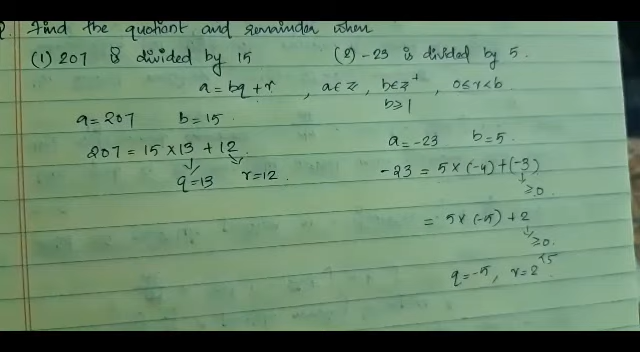 Q. Find the quotient and remainder when
(1) 207 is divided by 15 (2) -23 is divided by 5.
a = bq + r, a ∈ Z, b ∈ Z⁺, 0 ≤ r < b
b ≥ 1
a = 207 b = 15
207 = 15 × 13 + 12
q = 13 r = 12
a = -23 b = 5
-23 = 5 × (-4) + (-3)
≥ 0
= 5 × (-5) + 2
≥ 0
<5
q = -5, r = 2